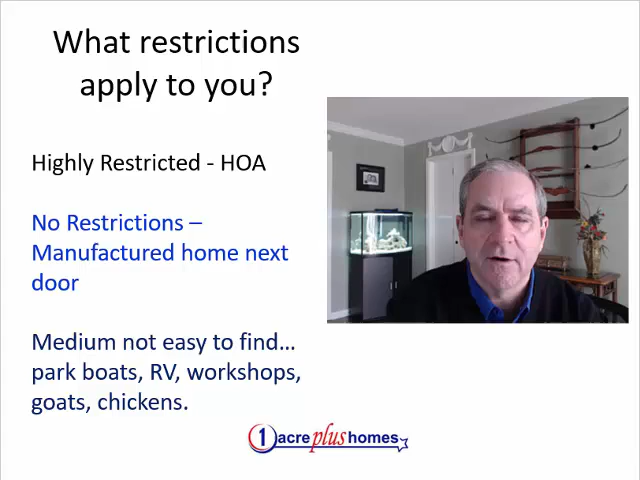 What restrictions
apply to you?
Highly Restricted - HOA
No Restrictions –
Manufactured home next
door
Medium not easy to find…
park boats, RV, workshops,
goats, chickens.
1 acre plus homes